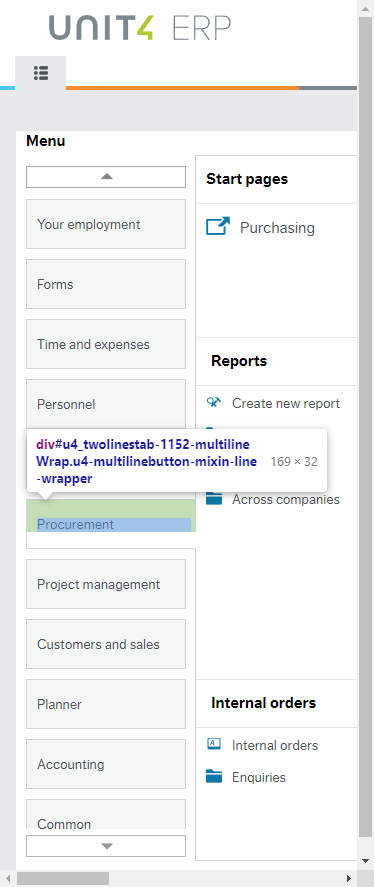 UNIT4 ERP
Menu
Start pages
Your employment
Purchasing
Forms
Time and expenses
Reports
Personnel
Create new report
div#u4_twolinestab-1152-multiline
Wrap.u4-multilinebutton-mixin-line
-wrapper
169 × 32
Across companies
Procurement
Project management
Customers and sales
Planner
Internal orders
Accounting
Internal orders
Enquiries
Common